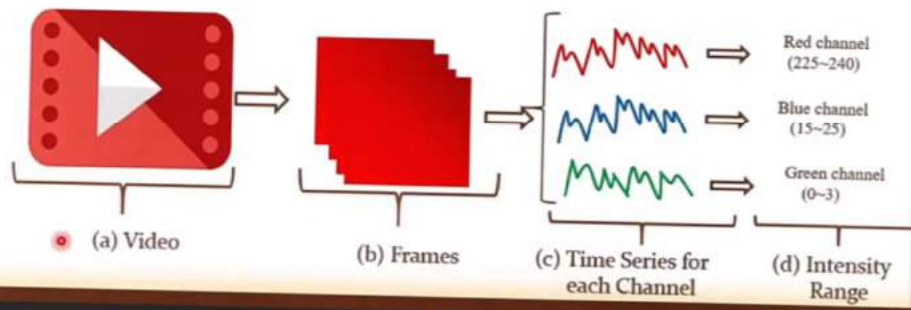 Red channel
(225~240)
Blue channel
(15~25)
Green channel
(0~3)
(a) Video
(b) Frames
(c) Time Series for
each Channel
(d) Intensity
Range